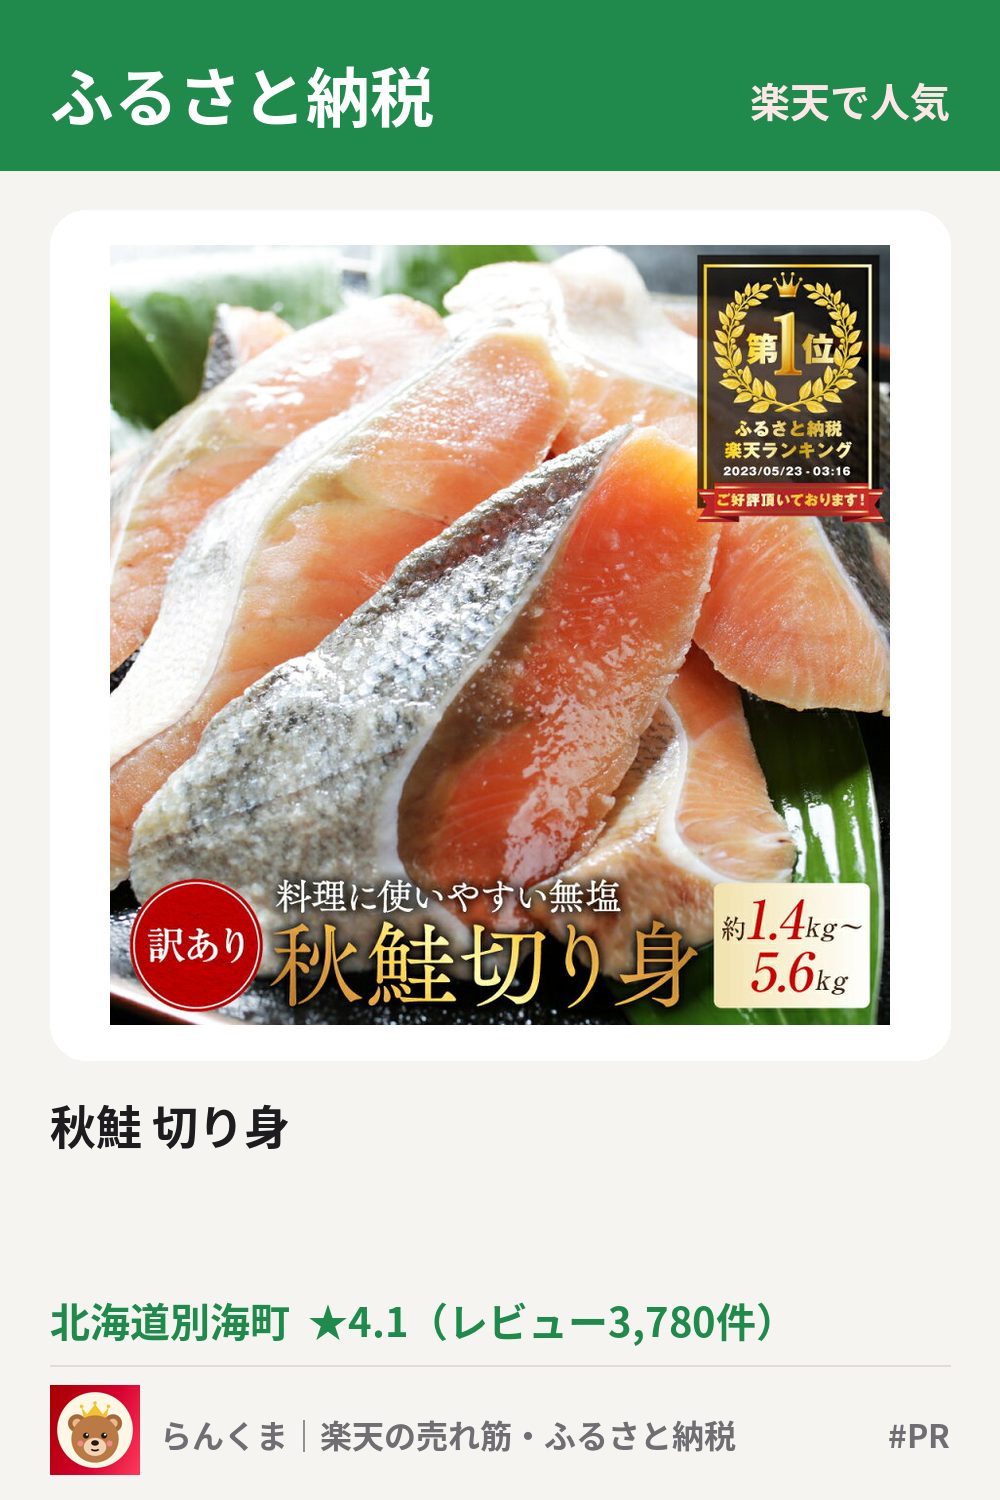 ふるさと納税
楽天で人気
第1位
ふるさと納税
楽天ランキング
2023/05/23 - 03:16
ご好評頂いております!
訳あり
料理に使いやすい無塩
秋鮭切り身
約1.4kg～
5.6kg
秋鮭 切り身
北海道別海町 ★4.1（レビュー3,780件）
らんくま｜楽天の売れ筋・ふるさと納税
#PR